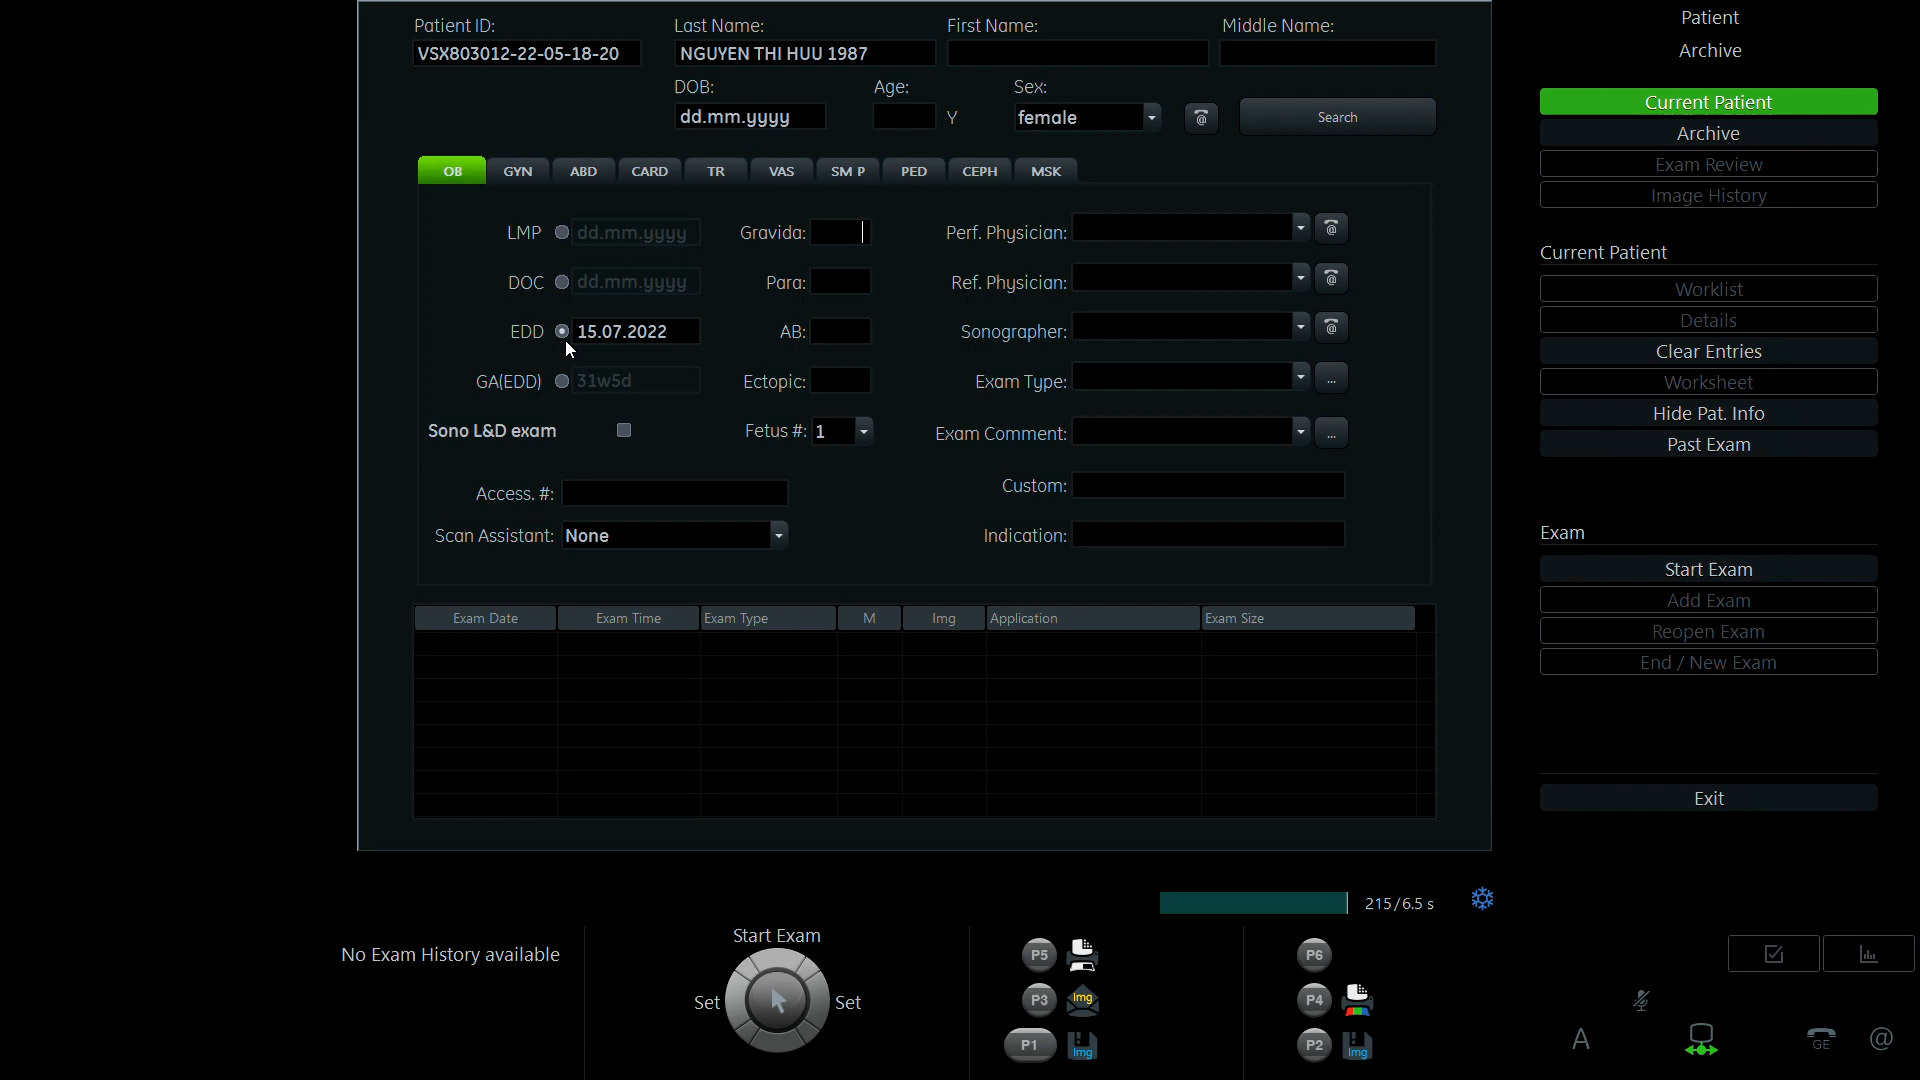 Patient ID: Last Name: First Name: Middle Name:
VSX803012-22-05-18-20 NGUYEN THI HUU 1987
DOB: Age: Sex:
dd.mm.yyyy Y female @ Search
OB GYN ABD CARD TR VAS SM P PED CEPH MSK
LMP dd.mm.yyyy Gravida: Perf. Physician: @
DOC dd.mm.yyyy Para: Ref. Physician: @
EDD 15.07.2022 AB: Sonographer: @
GA(EDD) 31w5d Ectopic: Exam Type: ...
Sono L&D exam Fetus #: 1 Exam Comment: ...
Access. #: Custom:
Scan Assistant: None Indication:
Exam Date Exam Time Exam Type M Img Application Exam Size
215/6.5 s
No Exam History available
Start Exam
Set Set
P5
P3 Img
P1 Img
P6
P4
P2 Img
Patient
Archive
Current Patient
Archive
Exam Review
Image History
Current Patient
Worklist
Details
Clear Entries
Worksheet
Hide Pat. Info
Past Exam
Exam
Start Exam
Add Exam
Reopen Exam
End / New Exam
Exit
A GE @